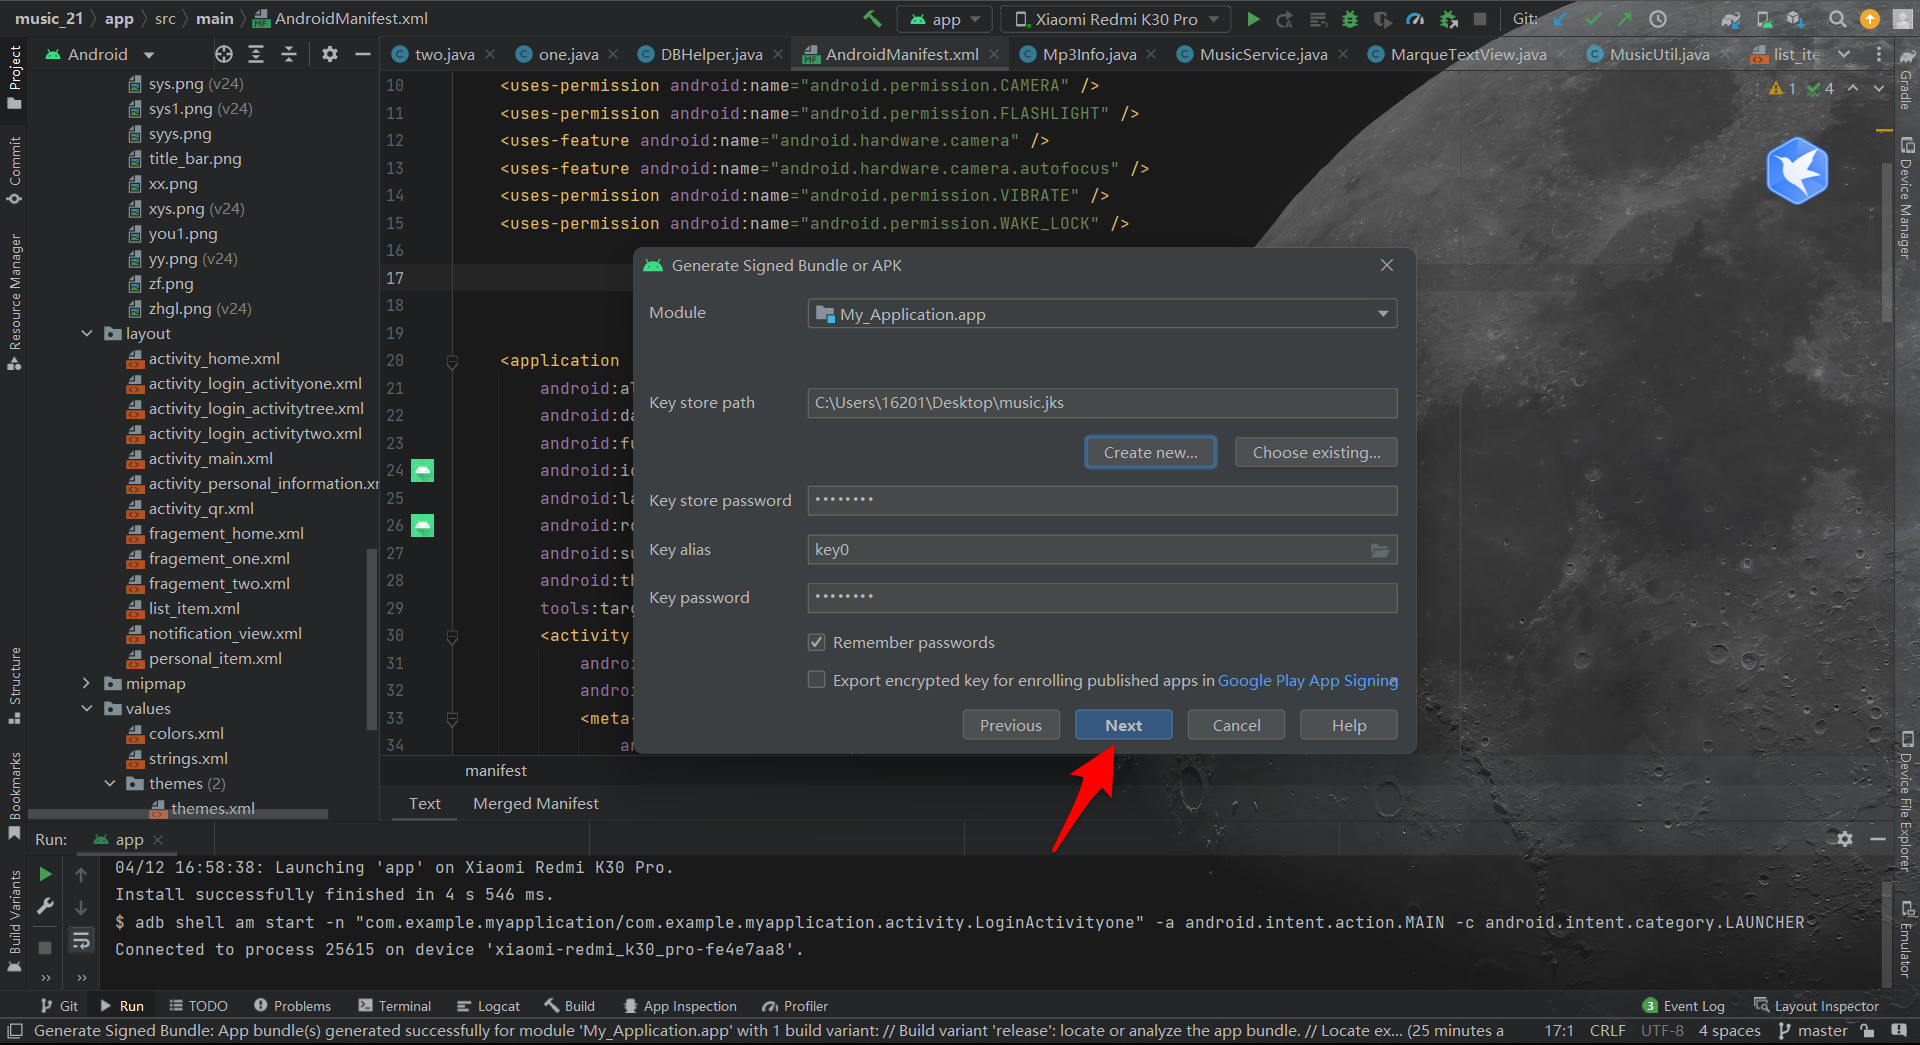 music_21 app src main AndroidManifest.xml app Xiaomi Redmi K30 Pro Git:
Android two.java one.java DBHelper.java AndroidManifest.xml Mp3Info.java MusicService.java MarqueTextView.java MusicUtil.java list_ite
Project
Commit
Resource Manager
Structure
Bookmarks
Build Variants
sys.png (v24)
sys1.png (v24)
syys.png
title_bar.png
xx.png
xys.png (v24)
you1.png
yy.png (v24)
zf.png
zhgl.png (v24)
layout
activity_home.xml
activity_login_activityone.xml
activity_login_activitytree.xml
activity_login_activitytwo.xml
activity_main.xml
activity_personal_information.xr
activity_qr.xml
fragement_home.xml
fragement_one.xml
fragement_two.xml
list_item.xml
notification_view.xml
personal_item.xml
mipmap
values
colors.xml
strings.xml
themes (2)
themes.xml
1 4
10 <uses-permission android:name="android.permission.CAMERA" />
11 <uses-permission android:name="android.permission.FLASHLIGHT" />
12 <uses-feature android:name="android.hardware.camera" />
13 <uses-feature android:name="android.hardware.camera.autofocus" />
14 <uses-permission android:name="android.permission.VIBRATE" />
15 <uses-permission android:name="android.permission.WAKE_LOCK" />
16
17
18
19
20 <application
21 android:al
22 android:da
23 android:fu
24 android:ic
25 android:la
26 android:ro
27 android:su
28 android:th
29 tools:targ
30 <activity
31 androi
32 androi
33 <meta-
34 an
manifest
Text Merged Manifest
Generate Signed Bundle or APK
Module My_Application.app
Key store path C:\Users\16201\Desktop\music.jks
Create new... Choose existing...
Key store password ••••••••
Key alias key0
Key password ••••••••
Remember passwords
Export encrypted key for enrolling published apps in Google Play App Signing
Previous Next Cancel Help
Gradle
Device Manager
Device File Explorer
Emulator
Run: app
04/12 16:58:38: Launching 'app' on Xiaomi Redmi K30 Pro.
Install successfully finished in 4 s 546 ms.
$ adb shell am start -n "com.example.myapplication/com.example.myapplication.activity.LoginActivityone" -a android.intent.action.MAIN -c android.intent.category.LAUNCHER
Connected to process 25615 on device 'xiaomi-redmi_k30_pro-fe4e7aa8'.
Git Run TODO Problems Terminal Logcat Build App Inspection Profiler 3 Event Log Layout Inspector
Generate Signed Bundle: App bundle(s) generated successfully for module 'My_Application.app' with 1 build variant: // Build variant 'release': locate or analyze the app bundle. // Locate ex... (25 minutes a 17:1 CRLF UTF-8 4 spaces master